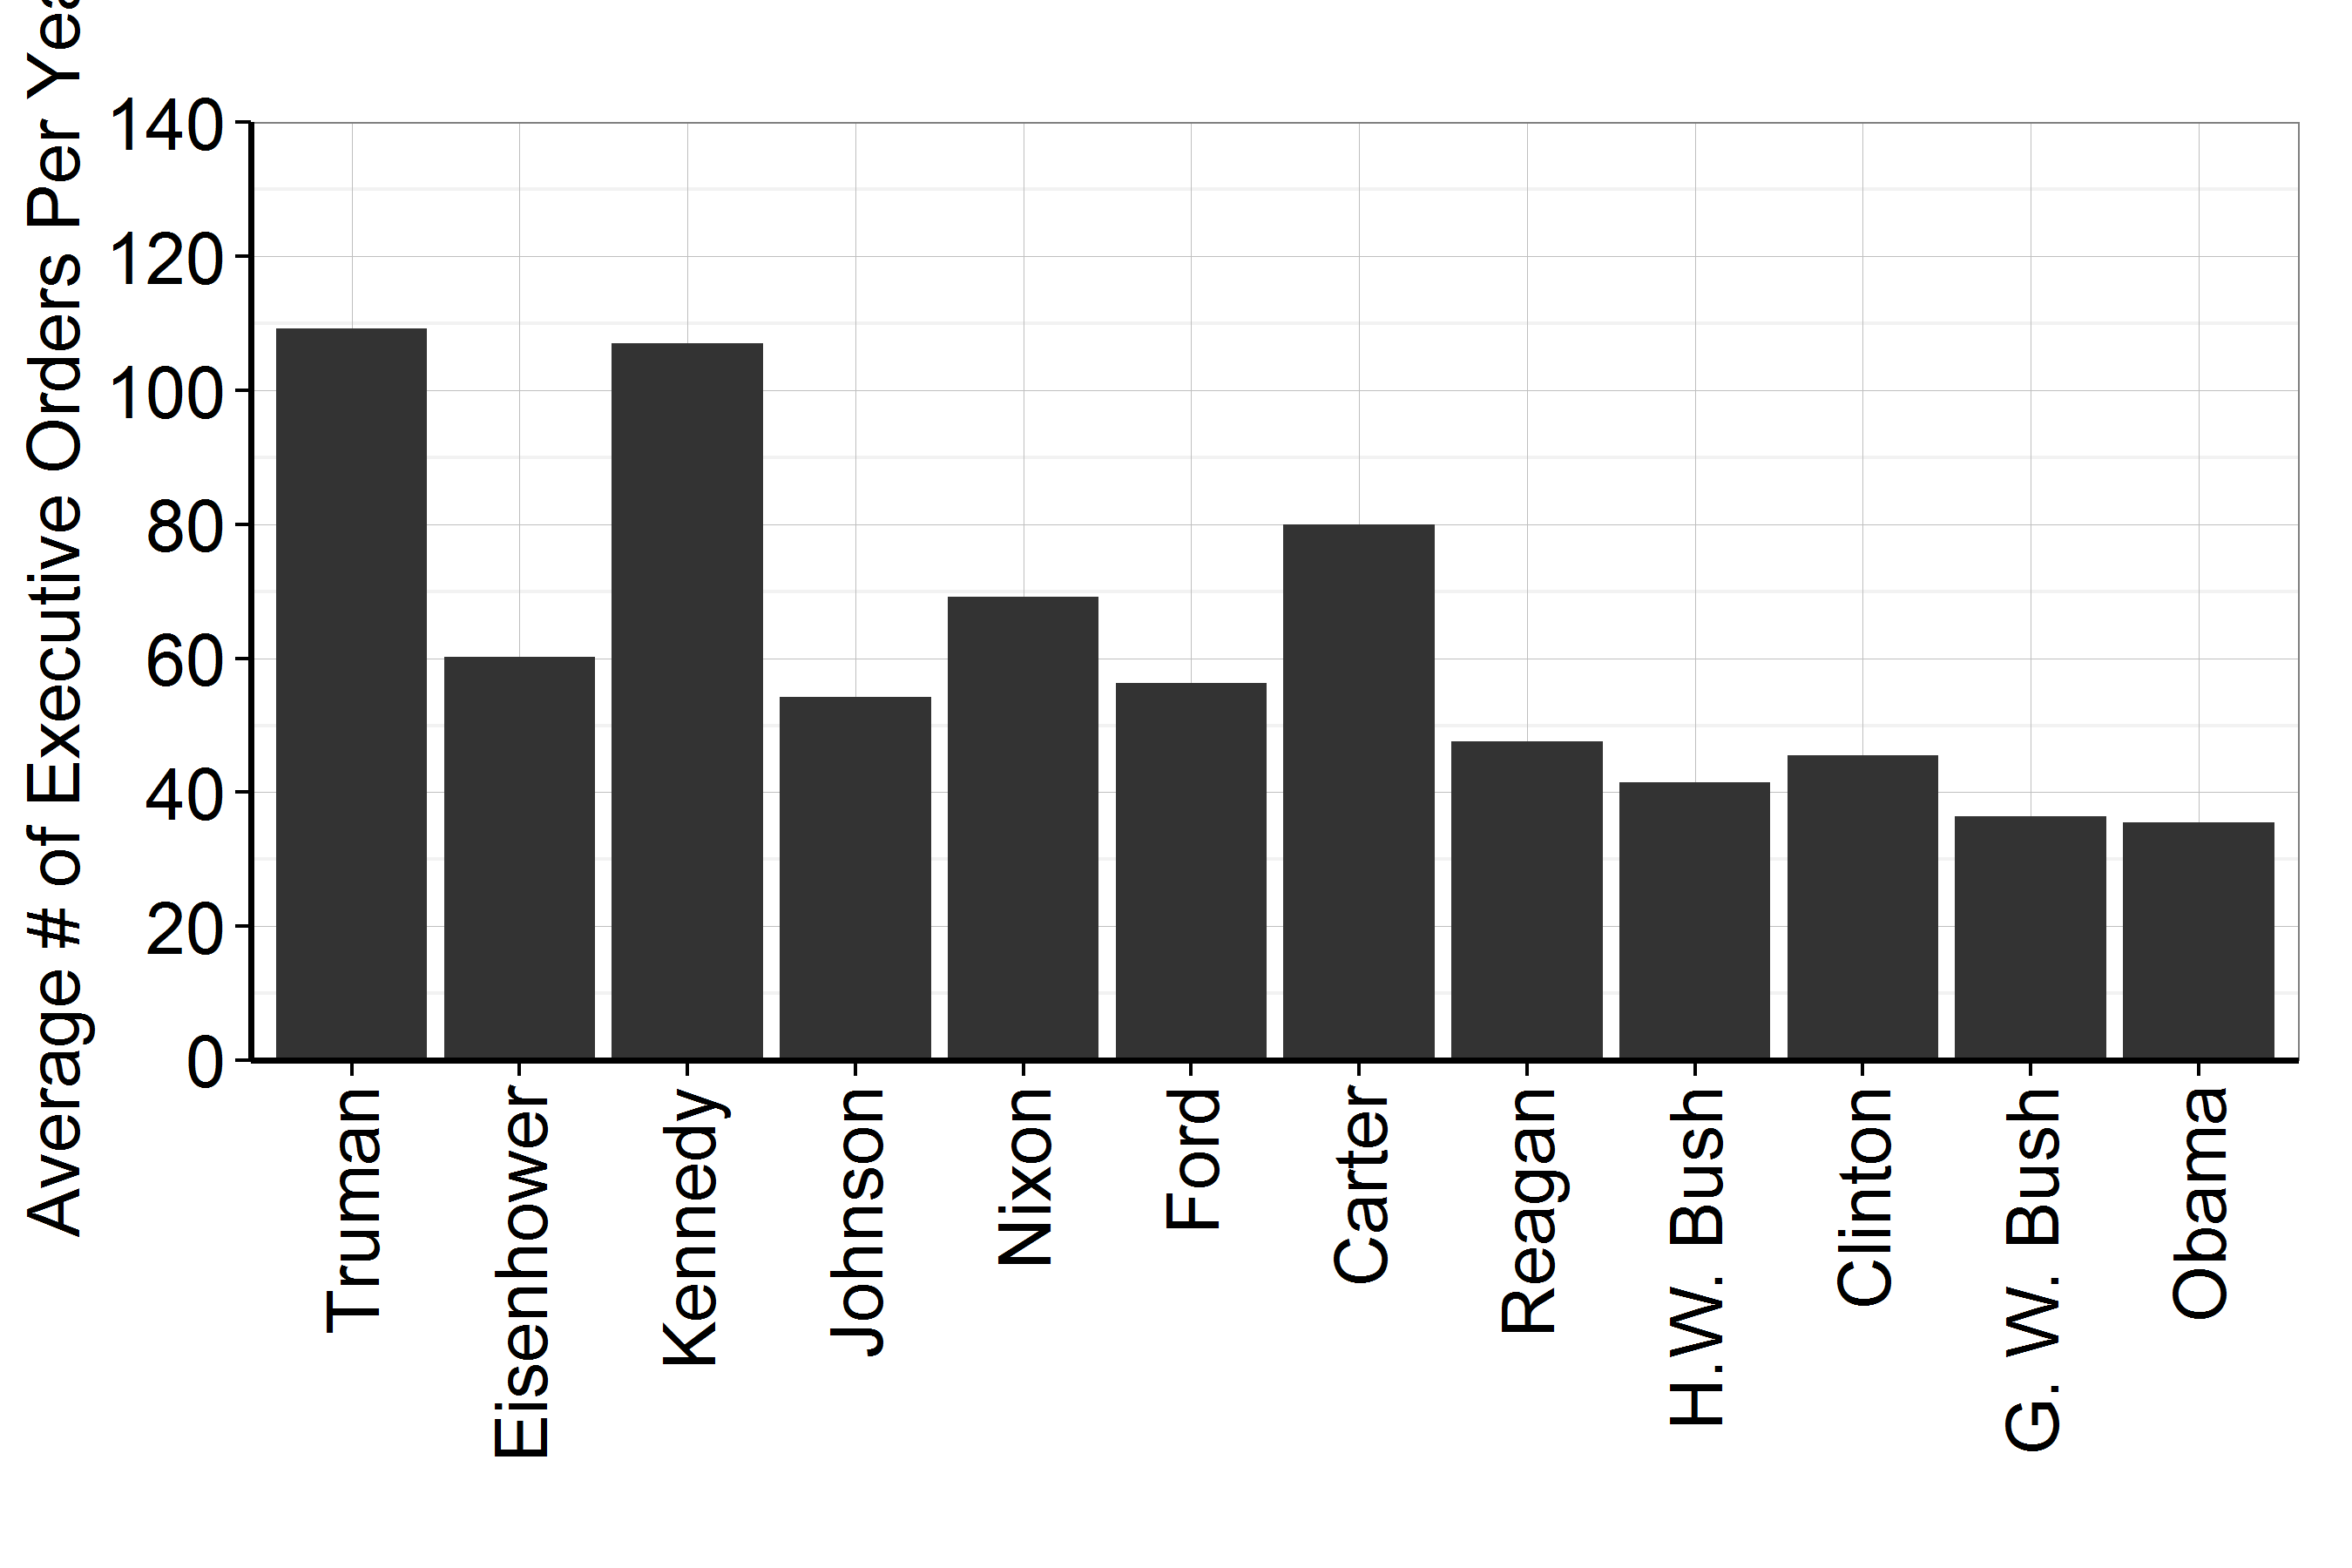 Average # of Executive Orders Per Yea
140
120
100
80
60
40
20
0
Truman
Eisenhower
Kennedy
Johnson
Nixon
Ford
Carter
Reagan
H.W. Bush
Clinton
G. W. Bush
Obama